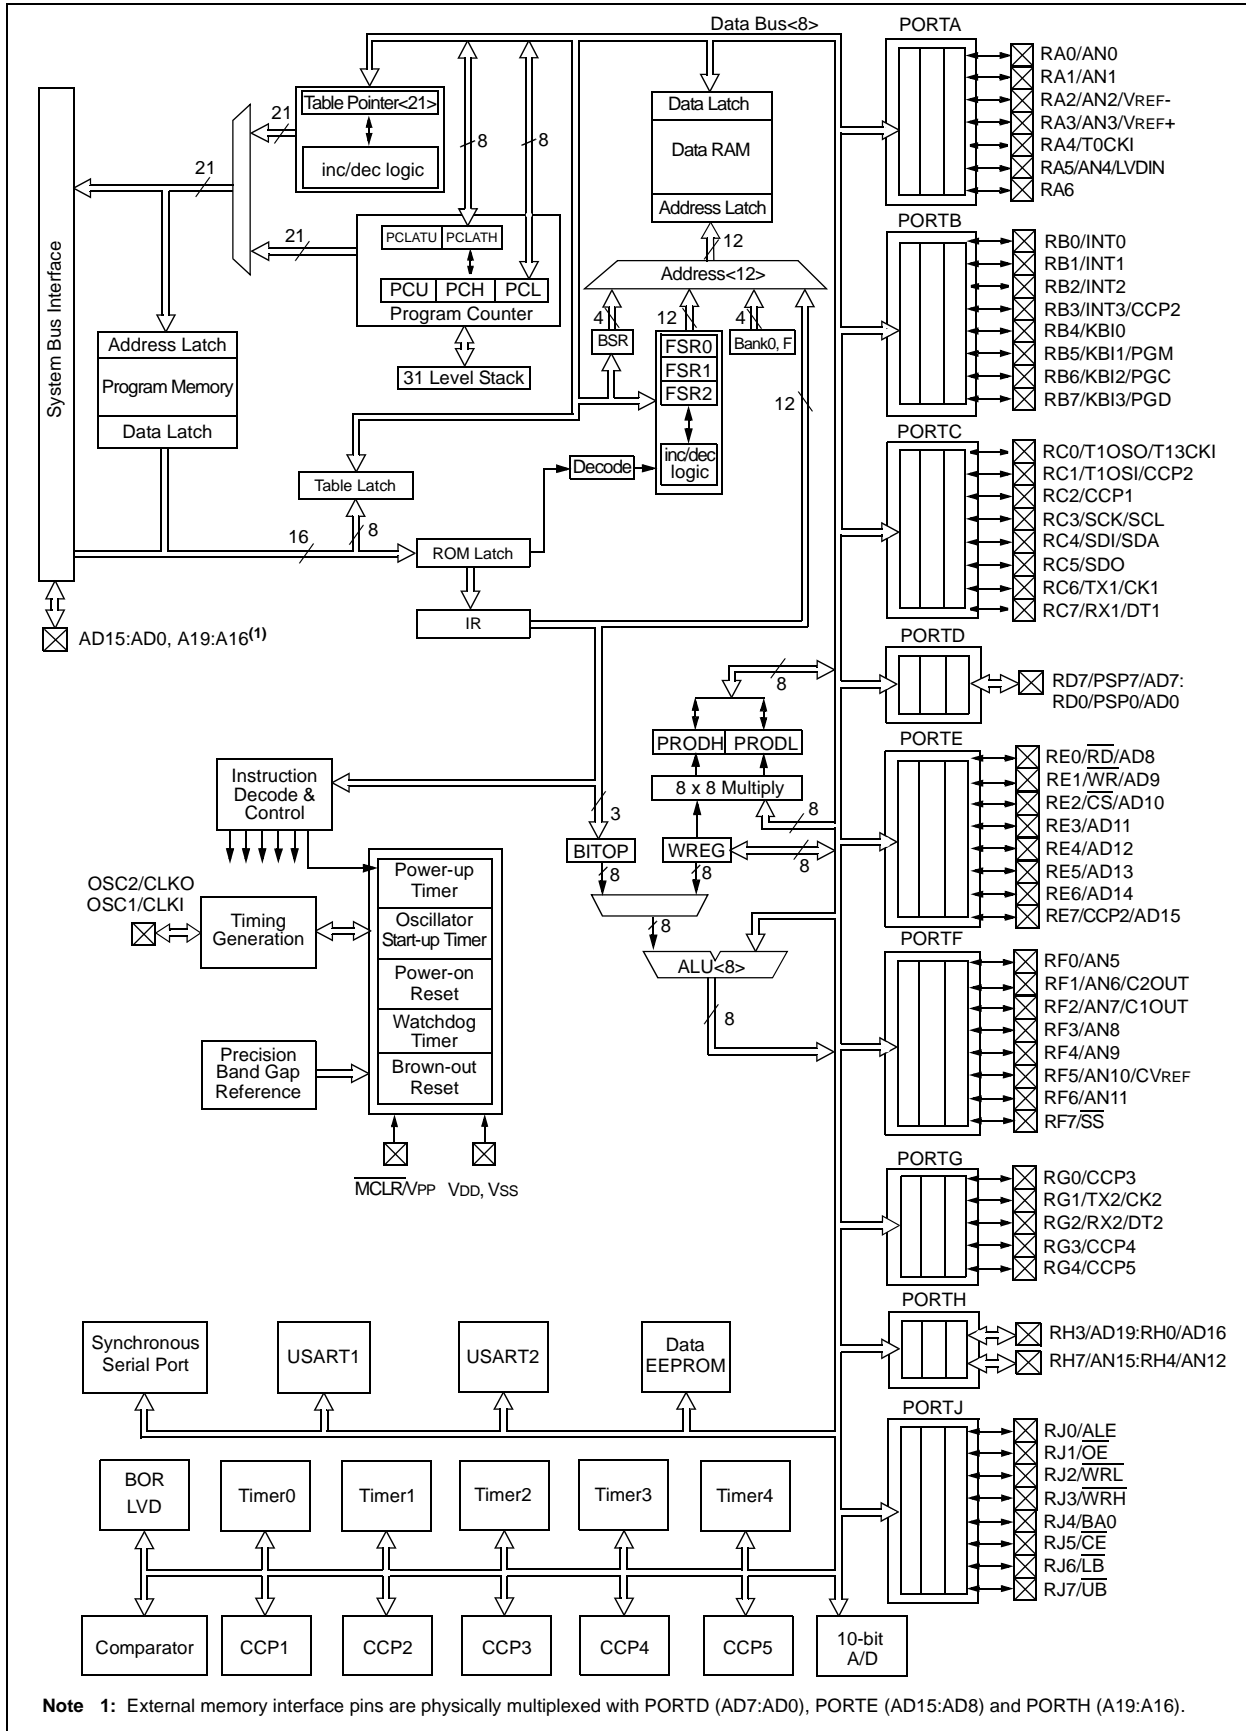 Data Bus<8>
PORTA
RA0/AN0
RA1/AN1
RA2/AN2/VREF-
RA3/AN3/VREF+
RA4/T0CKI
RA5/AN4/LVDIN
RA6
Table Pointer<21>
inc/dec logic
21
21
21
8
8
Data Latch
Data RAM
Address Latch
12
Address<12>
PCLATU PCLATH
PCU PCH PCL
Program Counter
31 Level Stack
System Bus Interface
Address Latch
Program Memory
Data Latch
4
12
4
BSR
FSR0
FSR1
FSR2
Bank0, F
12
inc/dec
logic
Decode
Table Latch
8
16
ROM Latch
IR
AD15:AD0, A19:A16(1)
PORTB
RB0/INT0
RB1/INT1
RB2/INT2
RB3/INT3/CCP2
RB4/KBI0
RB5/KBI1/PGM
RB6/KBI2/PGC
RB7/KBI3/PGD
PORTC
RC0/T1OSO/T13CKI
RC1/T1OSI/CCP2
RC2/CCP1
RC3/SCK/SCL
RC4/SDI/SDA
RC5/SDO
RC6/TX1/CK1
RC7/RX1/DT1
PORTD
RD7/PSP7/AD7:
RD0/PSP0/AD0
8
PRODH PRODL
8 x 8 Multiply
8
3
BITOP
WREG
8
8
8
8
ALU<8>
8
Instruction
Decode &
Control
OSC2/CLKO
OSC1/CLKI
Timing
Generation
Power-up
Timer
Oscillator
Start-up Timer
Power-on
Reset
Watchdog
Timer
Brown-out
Reset
Precision
Band Gap
Reference
MCLR/VPP
VDD, VSS
PORTE
RE0/RD/AD8
RE1/WR/AD9
RE2/CS/AD10
RE3/AD11
RE4/AD12
RE5/AD13
RE6/AD14
RE7/CCP2/AD15
PORTF
RF0/AN5
RF1/AN6/C2OUT
RF2/AN7/C1OUT
RF3/AN8
RF4/AN9
RF5/AN10/CVREF
RF6/AN11
RF7/SS
PORTG
RG0/CCP3
RG1/TX2/CK2
RG2/RX2/DT2
RG3/CCP4
RG4/CCP5
PORTH
RH3/AD19:RH0/AD16
RH7/AN15:RH4/AN12
PORTJ
RJ0/ALE
RJ1/OE
RJ2/WRL
RJ3/WRH
RJ4/BA0
RJ5/CE
RJ6/LB
RJ7/UB
Synchronous
Serial Port
USART1
USART2
Data
EEPROM
BOR
LVD
Timer0
Timer1
Timer2
Timer3
Timer4
Comparator
CCP1
CCP2
CCP3
CCP4
CCP5
10-bit
A/D
Note 1: External memory interface pins are physically multiplexed with PORTD (AD7:AD0), PORTE (AD15:AD8) and PORTH (A19:A16).